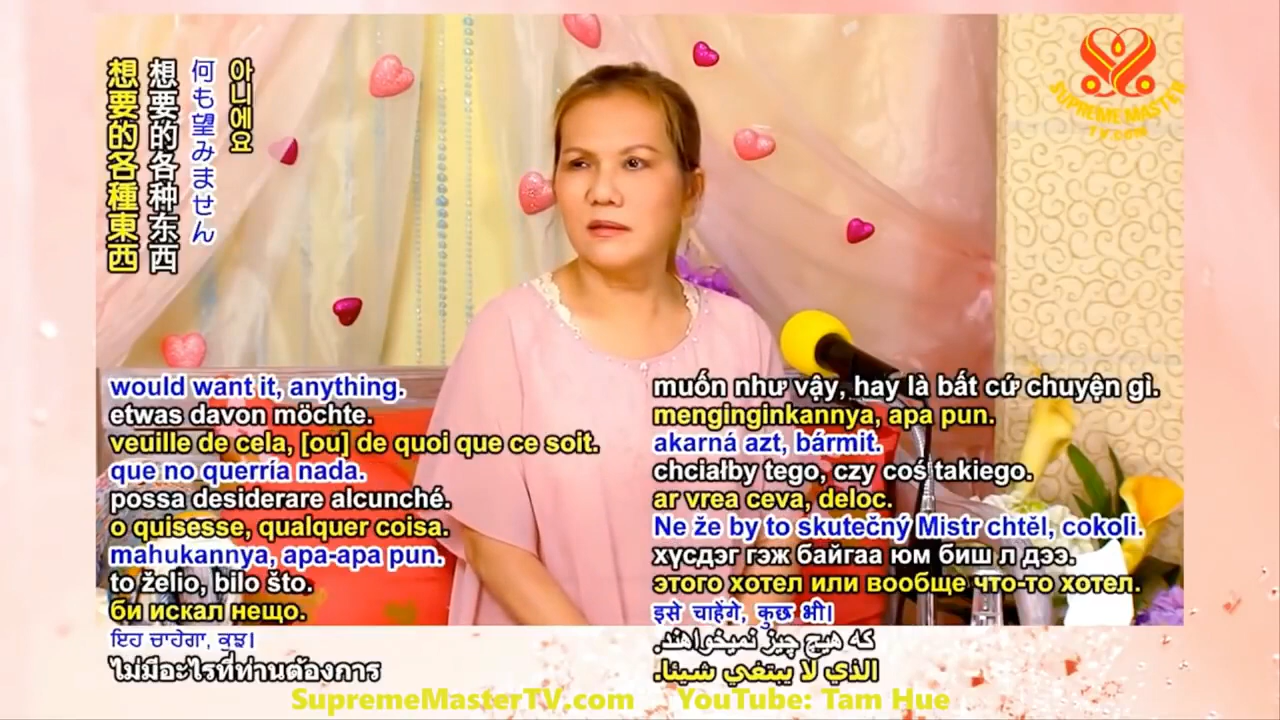 아니에요
何も望みません
想要的各种东西
想要的各種東西
SUPREME MASTER
TV.COM
would want it, anything.
etwas davon möchte.
veuille de cela, [ou] de quoi que ce soit.
que no querría nada.
possa desiderare alcunché.
o quisesse, qualquer coisa.
mahukannya, apa-apa pun.
to želio, bilo što.
би искал нещо.
ਇਹ ਚਾਹੇਗਾ, ਕੁਝ।
ไม่มีอะไรที่ท่านต้องการ
muốn như vậy, hay là bất cứ chuyện gì.
menginginkannya, apa pun.
akarná azt, bármit.
chciałby tego, czy coś takiego.
ar vrea ceva, deloc.
Ne že by to skutečný Mistr chtěl, cokoli.
хүсдэг гэж байгаа юм биш л дээ.
этого хотел или вообще что-то хотел.
इसे चाहेंगे, कुछ भी।
که هیچ چیز نمیخواهند.
الذي لا يبتغي شيئا.
SupremeMasterTV.com YouTube: Tam Hue